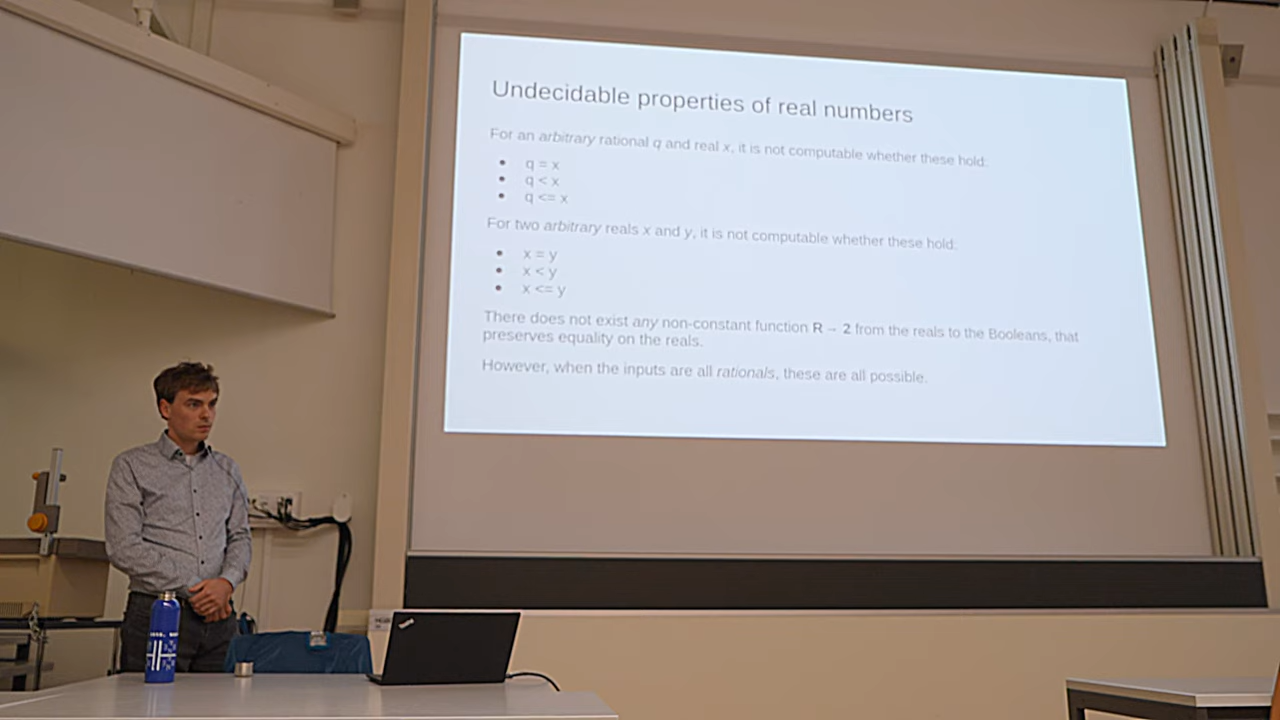 Undecidable properties of real numbers
For an arbitrary rational q and real x, it is not computable whether these hold:
• q = x
• q < x
• q <= x
For two arbitrary reals x and y, it is not computable whether these hold:
• x = y
• x < y
• x <= y
There does not exist any non-constant function R → 2 from the reals to the Booleans, that
preserves equality on the reals.
However, when the inputs are all rationals, these are all possible.